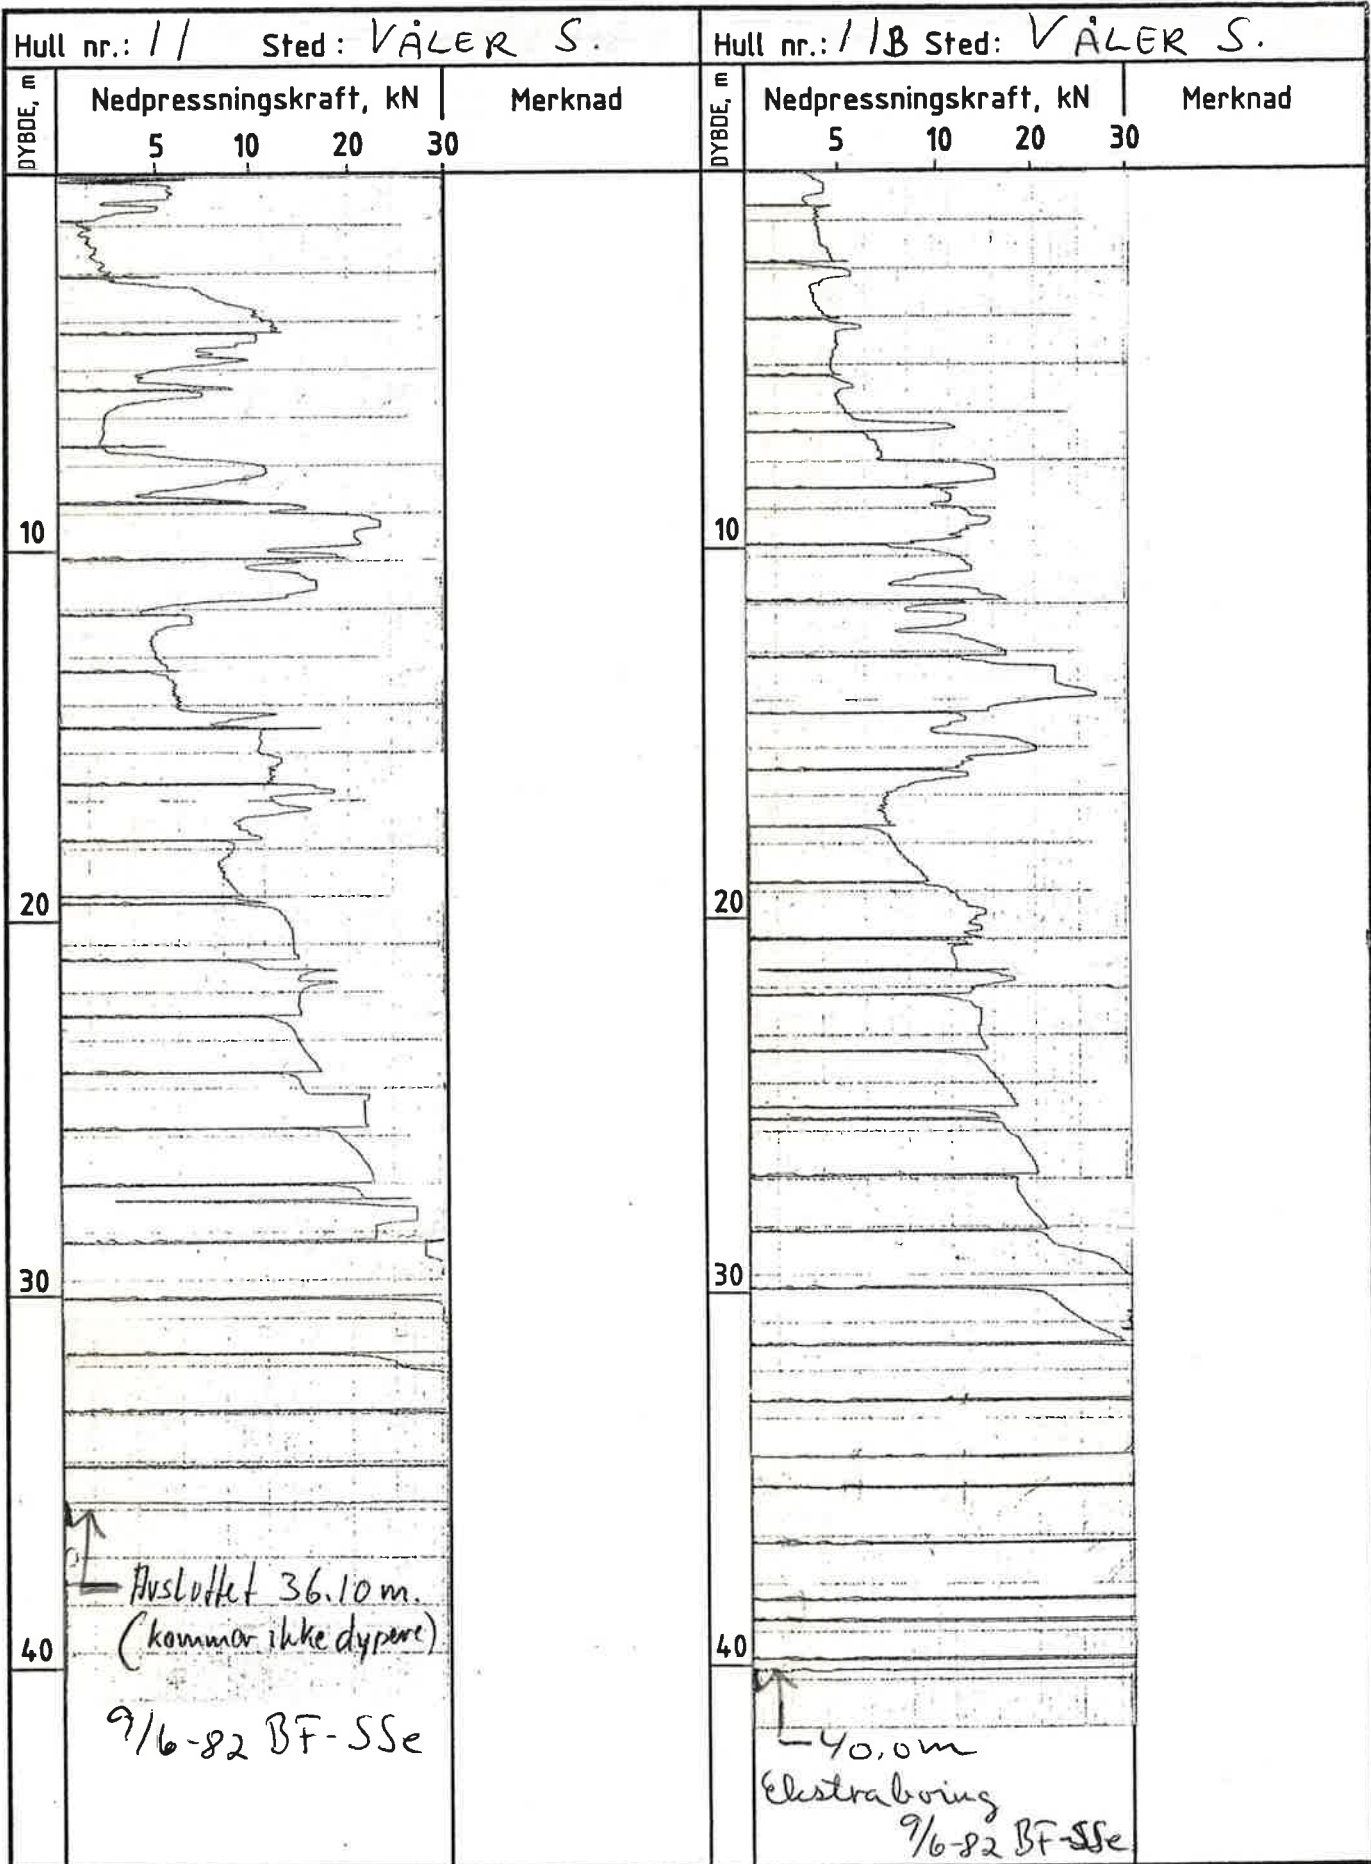 Hull nr.: 11 Sted: VÅLER S.
DYBDE, m
Nedpressningskraft, kN
Merknad
5 10 20 30
10
20
30
40
Avsluttet 36.10 m.
(kommer ikke dypere)
9/6-82 BF-SSe
Hull nr.: 11B Sted: VÅLER S.
DYBDE, m
Nedpressningskraft, kN
Merknad
5 10 20 30
10
20
30
40
40,0m
Ekstraboring
9/6-82 BF-SSe